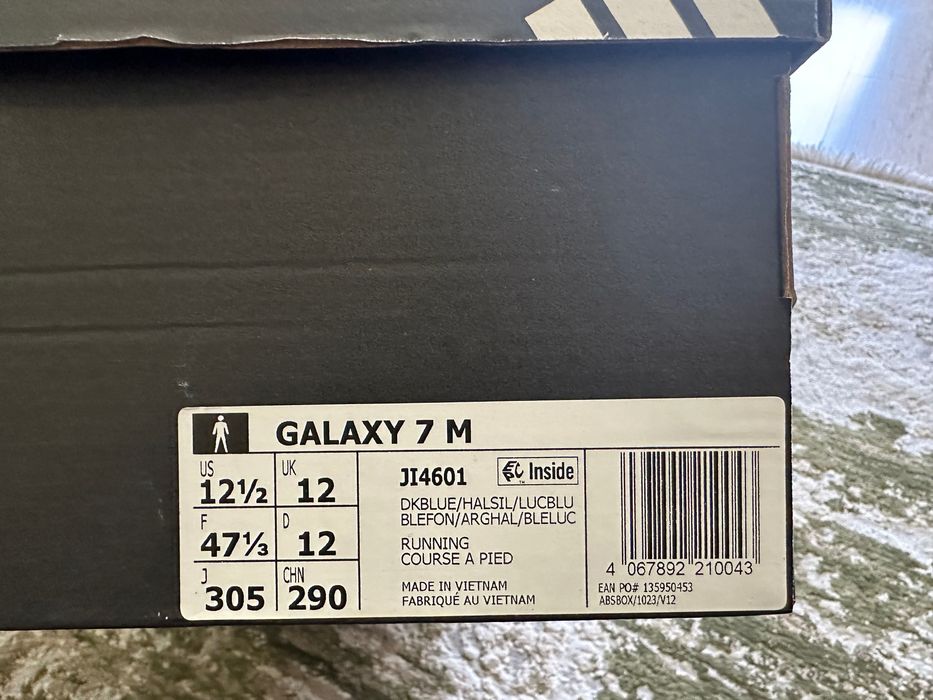 GALAXY 7 M
US 12½ UK 12
F 47⅓ D 12
J 305 CHN 290
JI4601
Inside
TM
DKBLUE/HALSIL/LUCBLU
BLEFON/ARGHAL/BLELUC
RUNNING
COURSE A PIED
MADE IN VIETNAM
FABRIQUÉ AU VIETNAM
4 067892 210043
EAN PO# 135950453
ABSBOX/1023/V12